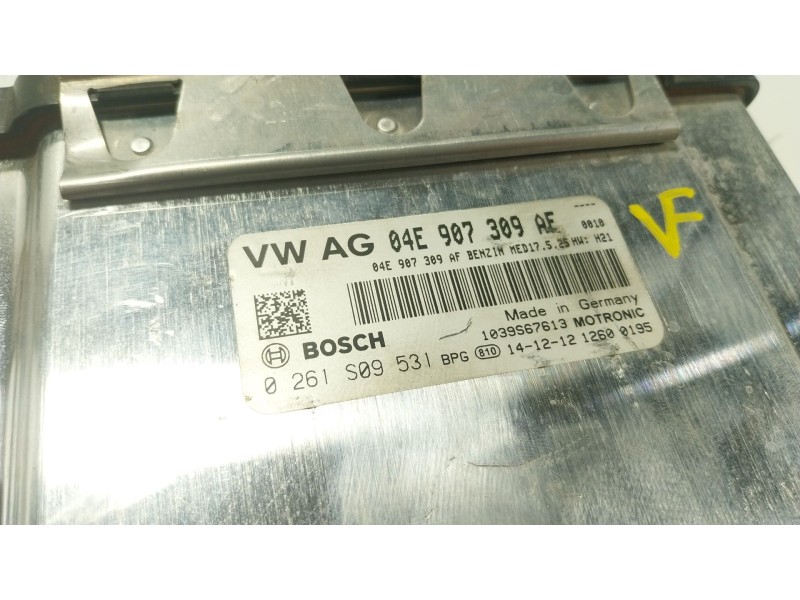 VW AG 04E 907 309 AF 0010
04E 907 309 AF BENZIN MED17.5.25 HW: H21
Made in Germany
BOSCH 1039S67613 MOTRONIC
0 261 S09 531 BPG 810 14-12-12 1260 0195
VF